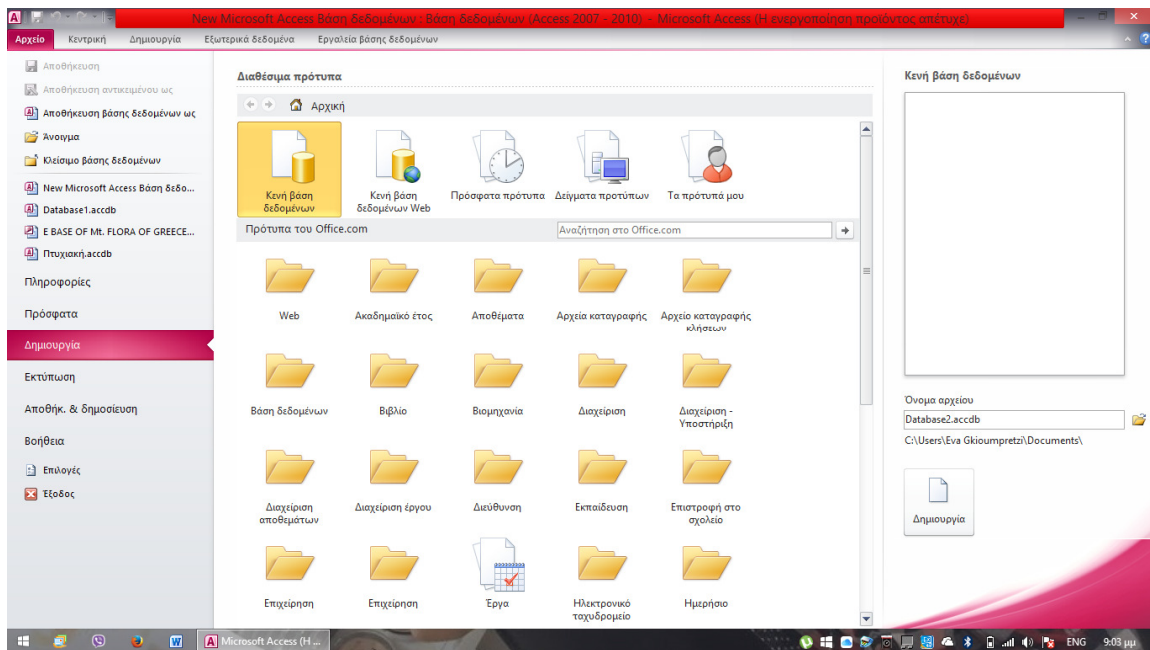 New Microsoft Access Βάση δεδομένων : Βάση δεδομένων (Access 2007 - 2010) - Microsoft Access (Η ενεργοποίηση προϊόντος απέτυχε)
Αρχείο Κεντρική Δημιουργία Εξωτερικά δεδομένα Εργαλεία βάσης δεδομένων
Αποθήκευση
Αποθήκευση αντικειμένου ως
Αποθήκευση βάσης δεδομένων ως
Άνοιγμα
Κλείσιμο βάσης δεδομένων
New Microsoft Access Βάση δεδο...
Database1.accdb
E BASE OF Mt. FLORA OF GREECE...
Πτυχιακή.accdb
Πληροφορίες
Πρόσφατα
Δημιουργία
Εκτύπωση
Αποθήκ. & δημοσίευση
Βοήθεια
Επιλογές
Έξοδος
Διαθέσιμα πρότυπα
Αρχική
Κενή βάση δεδομένων
Κενή βάση δεδομένων Web
Πρόσφατα πρότυπα
Δείγματα προτύπων
Τα πρότυπά μου
Πρότυπα του Office.com
Αναζήτηση στο Office.com
Web
Ακαδημαϊκό έτος
Αποθέματα
Αρχεία καταγραφής
Αρχείο καταγραφής κλήσεων
Βάση δεδομένων
Βιβλίο
Βιομηχανία
Διαχείριση
Διαχείριση - Υποστήριξη
Διαχείριση αποθεμάτων
Διαχείριση έργου
Διεύθυνση
Εκπαίδευση
Επιστροφή στο σχολείο
Επιχείρηση
Επιχείρηση
Έργα
Ηλεκτρονικό ταχυδρομείο
Ημερήσιο
Κενή βάση δεδομένων
Όνομα αρχείου
Database2.accdb
C:\Users\Eva Gkioumpretzi\Documents\
Δημιουργία
Microsoft Access (Η ...
ENG 9:03 μμ